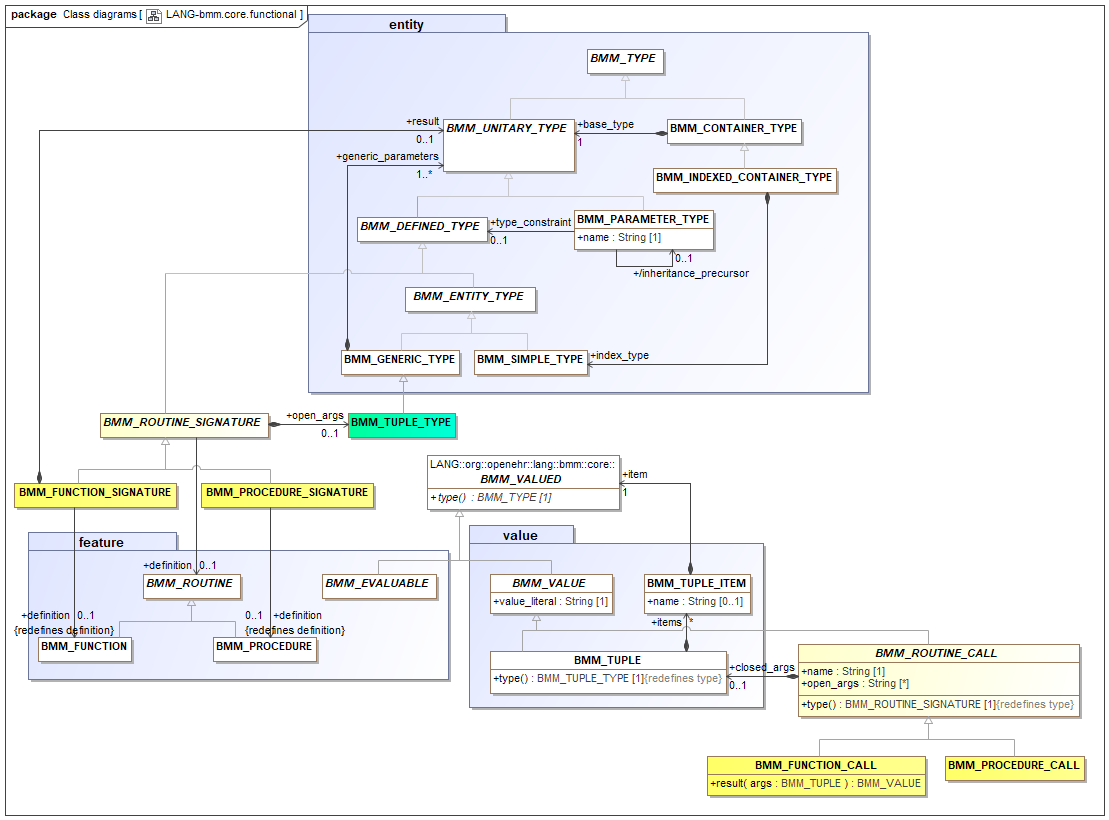 package Class diagrams [ LANG-bmm.core.functional ]
entity
BMM_TYPE
+result
0..1
BMM_UNITARY_TYPE
+base_type
1
BMM_CONTAINER_TYPE
+generic_parameters
1..*
BMM_INDEXED_CONTAINER_TYPE
BMM_DEFINED_TYPE
+type_constraint
0..1
BMM_PARAMETER_TYPE
+name : String [1]
0..1
+/inheritance_precursor
BMM_ENTITY_TYPE
BMM_GENERIC_TYPE
BMM_SIMPLE_TYPE
+index_type
BMM_ROUTINE_SIGNATURE
+open_args
0..1
BMM_TUPLE_TYPE
BMM_FUNCTION_SIGNATURE
BMM_PROCEDURE_SIGNATURE
LANG::org::openehr::lang::bmm::core::
BMM_VALUED
+type() : BMM_TYPE [1]
+item
1
feature
value
+definition 0..1
BMM_ROUTINE
BMM_EVALUABLE
BMM_VALUE
+value_literal : String [1]
BMM_TUPLE_ITEM
+name : String [0..1]
+definition 0..1
{redefines definition}
0..1 +definition
{redefines definition}
+items *
BMM_FUNCTION
BMM_PROCEDURE
BMM_TUPLE
+type() : BMM_TUPLE_TYPE [1]{redefines type}
+closed_args
0..1
BMM_ROUTINE_CALL
+name : String [1]
+open_args : String [*]
+type() : BMM_ROUTINE_SIGNATURE [1]{redefines type}
BMM_FUNCTION_CALL
+result( args : BMM_TUPLE ) : BMM_VALUE
BMM_PROCEDURE_CALL